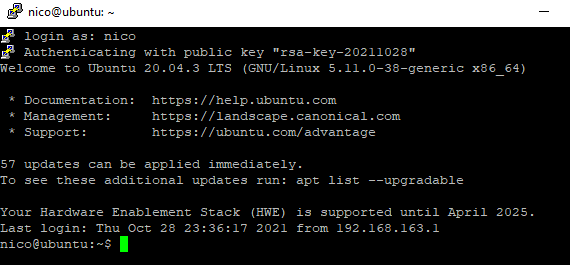 nico@ubuntu: ~
login as: nico
Authenticating with public key "rsa-key-20211028"
Welcome to Ubuntu 20.04.3 LTS (GNU/Linux 5.11.0-38-generic x86_64)
* Documentation:  https://help.ubuntu.com
* Management:     https://landscape.canonical.com
* Support:        https://ubuntu.com/advantage
57 updates can be applied immediately.
To see these additional updates run: apt list --upgradable
Your Hardware Enablement Stack (HWE) is supported until April 2025.
Last login: Thu Oct 28 23:36:17 2021 from 192.168.163.1
nico@ubuntu:~$